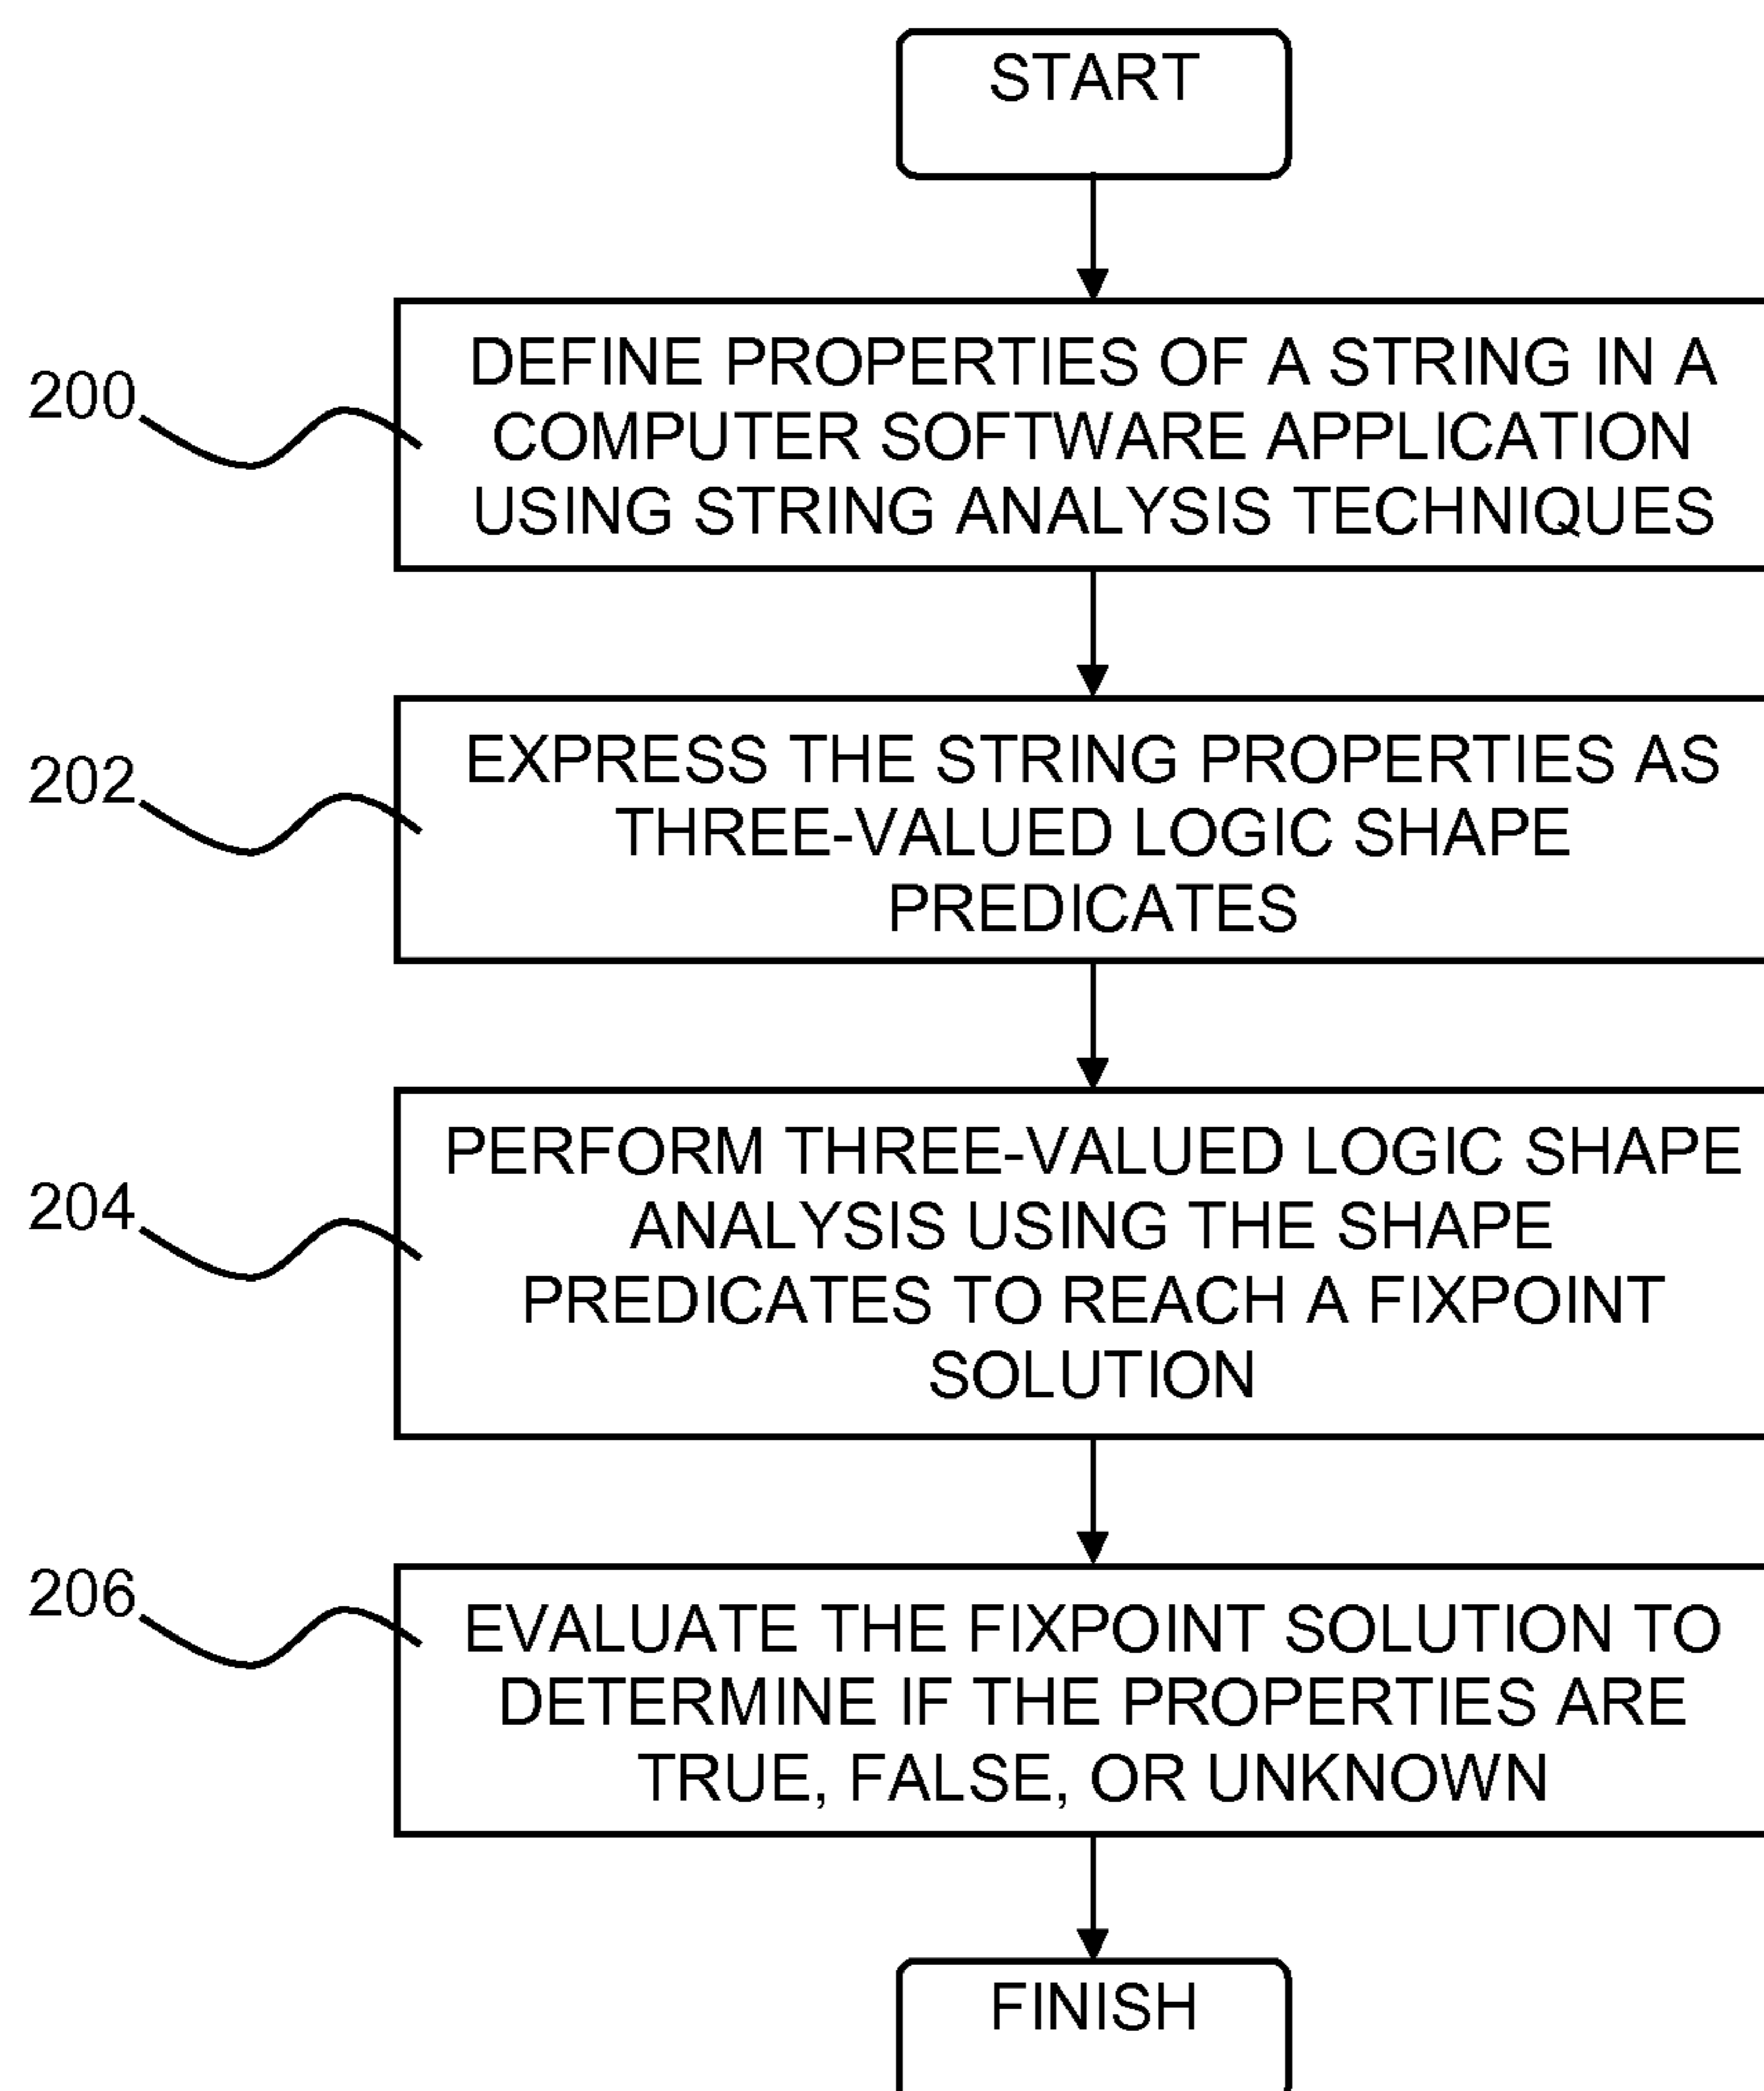 START
200
DEFINE PROPERTIES OF A STRING IN A
COMPUTER SOFTWARE APPLICATION
USING STRING ANALYSIS TECHNIQUES
202
EXPRESS THE STRING PROPERTIES AS
THREE-VALUED LOGIC SHAPE
PREDICATES
204
PERFORM THREE-VALUED LOGIC SHAPE
ANALYSIS USING THE SHAPE
PREDICATES TO REACH A FIXPOINT
SOLUTION
206
EVALUATE THE FIXPOINT SOLUTION TO
DETERMINE IF THE PROPERTIES ARE
TRUE, FALSE, OR UNKNOWN
FINISH